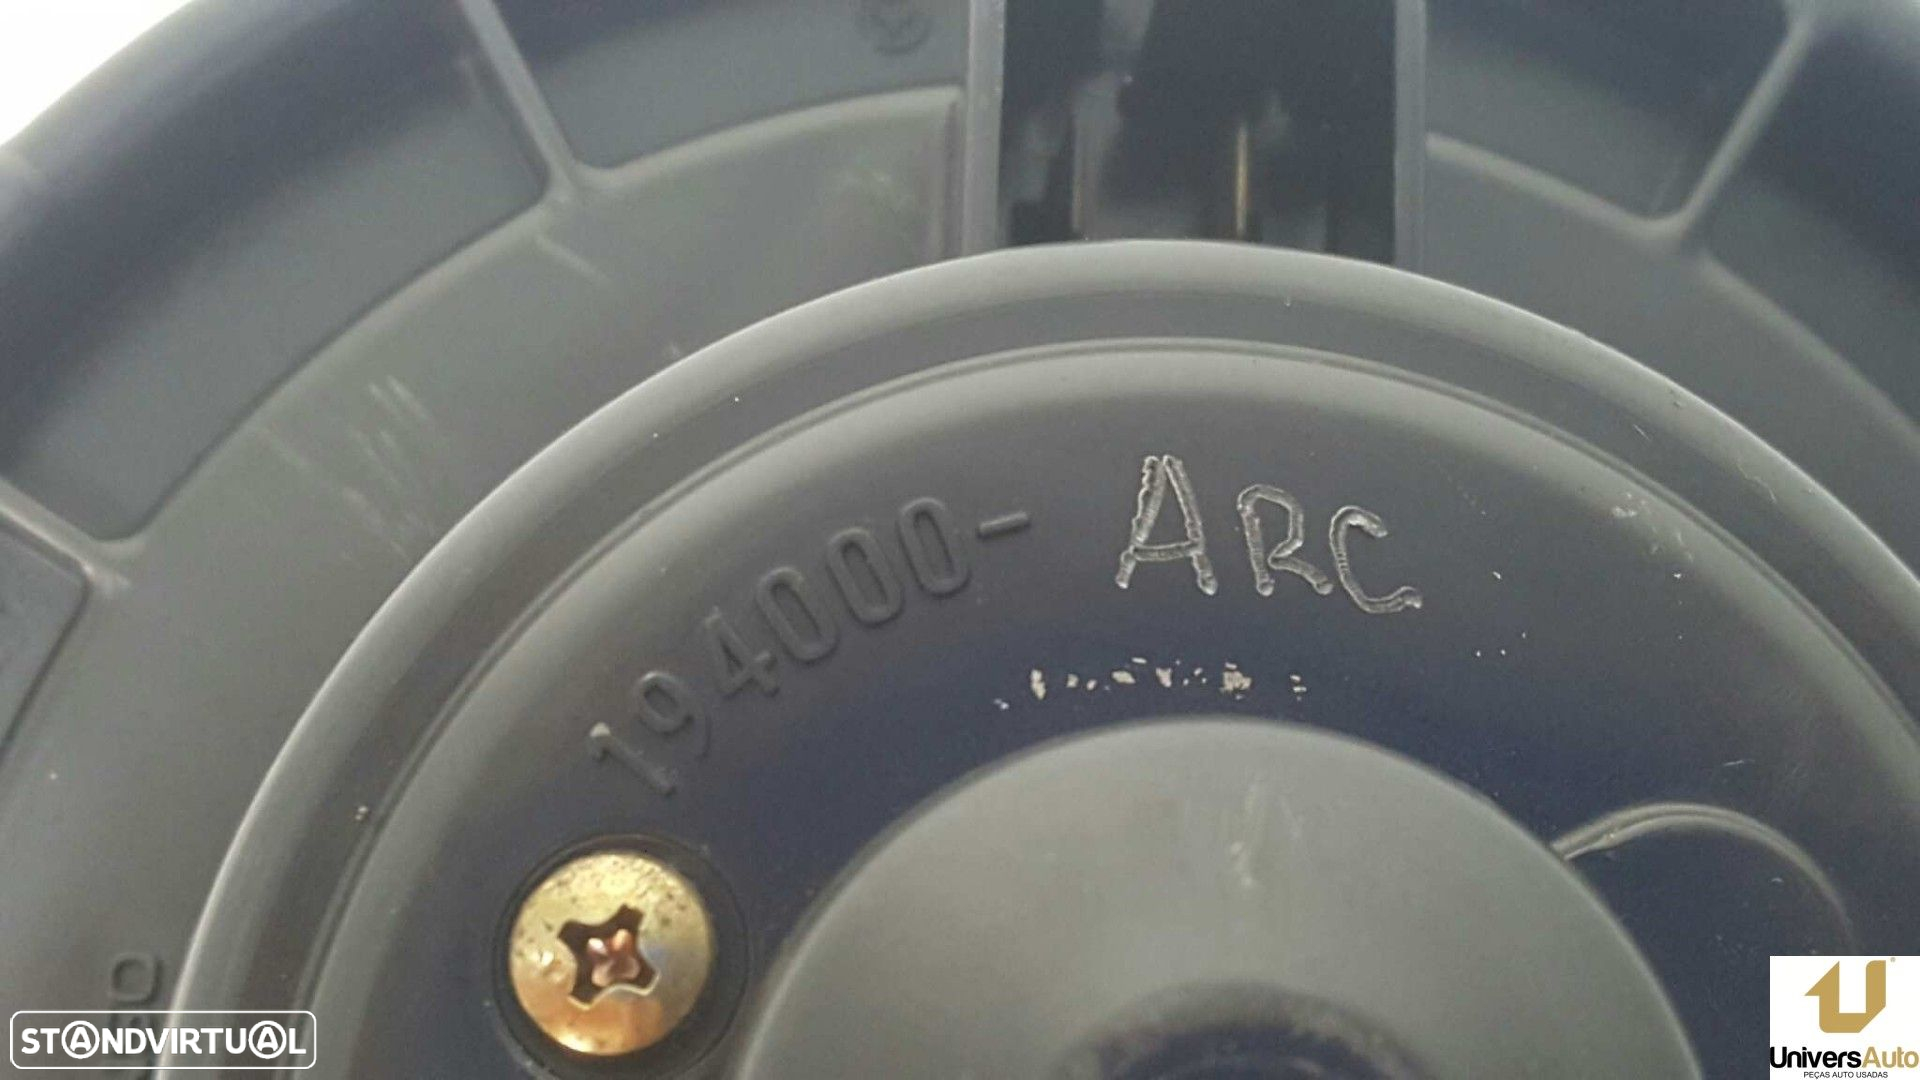 194000- ARC
STANDVIRTUAL
UniversAuto
PEÇAS AUTO USADAS